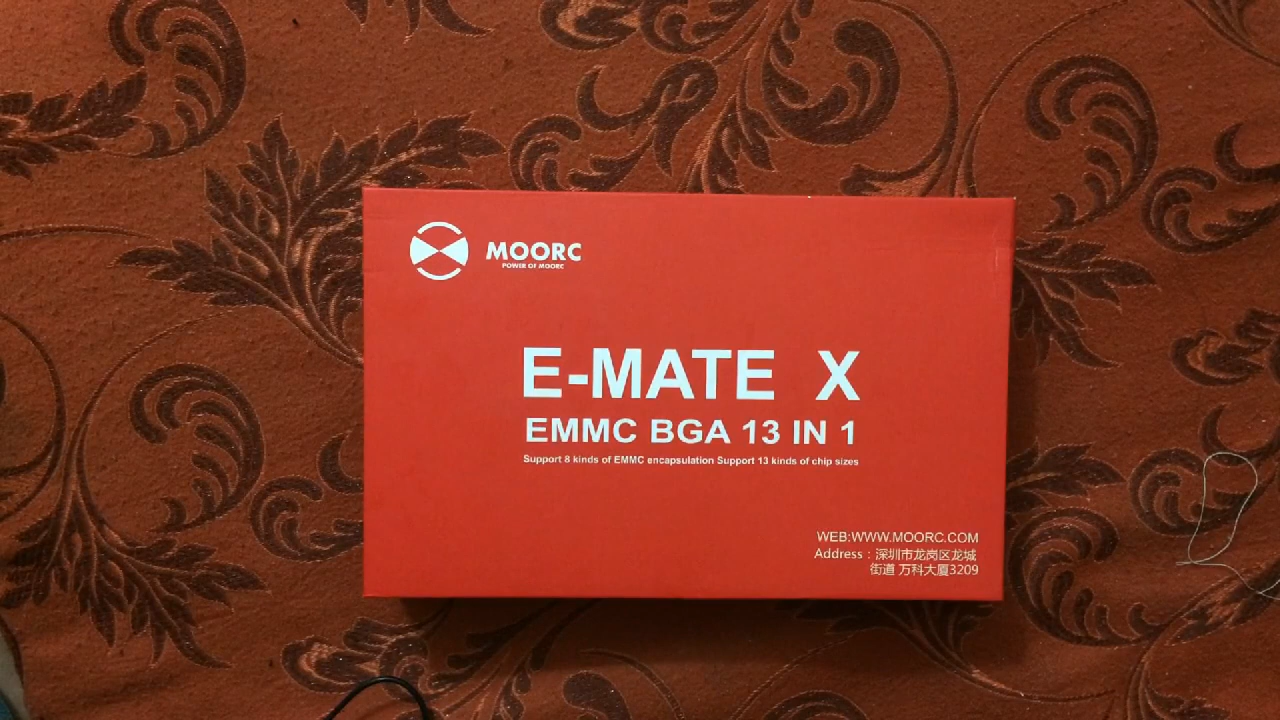 MOORC
POWER OF MOORC
E-MATE X
EMMC BGA 13 IN 1
Support 8 kinds of EMMC encapsulation Support 13 kinds of chip sizes
WEB:WWW.MOORC.COM
Address：深圳市龙岗区龙城
街道 万科大厦3209